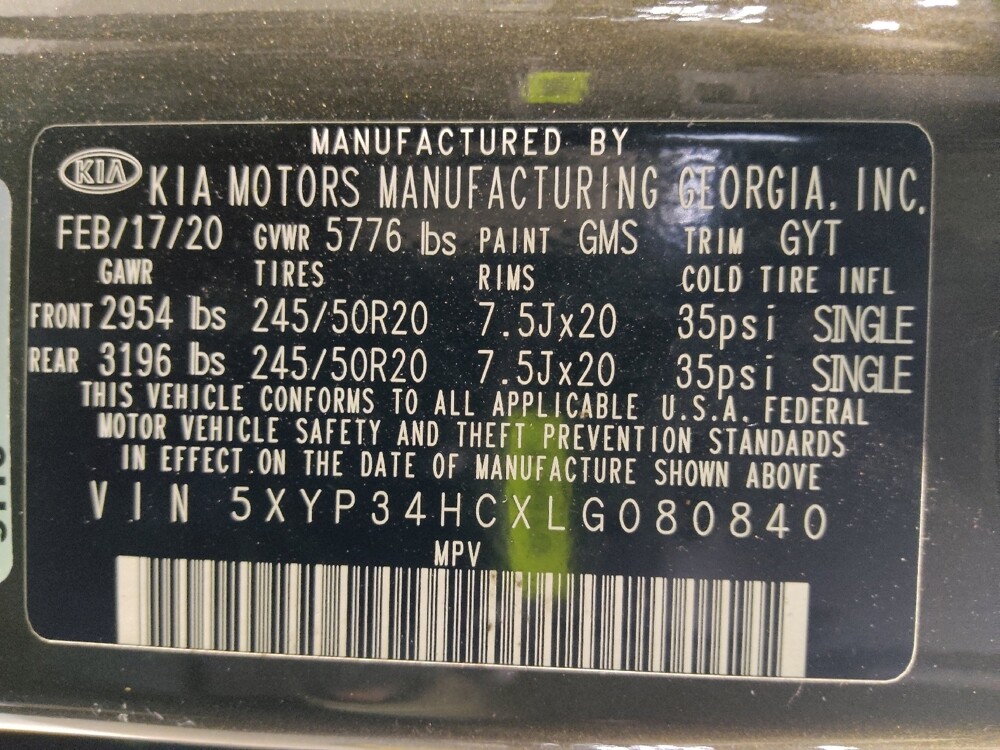 MANUFACTURED BY
KIA KIA MOTORS MANUFACTURING GEORGIA, INC.
FEB/17/20 GVWR 5776 lbs PAINT GMS TRIM GYT
GAWR TIRES RIMS COLD TIRE INFL
FRONT 2954 lbs 245/50R20 7.5Jx20 35psi SINGLE
REAR 3196 lbs 245/50R20 7.5Jx20 35psi SINGLE
THIS VEHICLE CONFORMS TO ALL APPLICABLE U.S.A. FEDERAL
MOTOR VEHICLE SAFETY AND THEFT PREVENTION STANDARDS
IN EFFECT ON THE DATE OF MANUFACTURE SHOWN ABOVE
VIN 5XYP34HCXLG080840
MPV